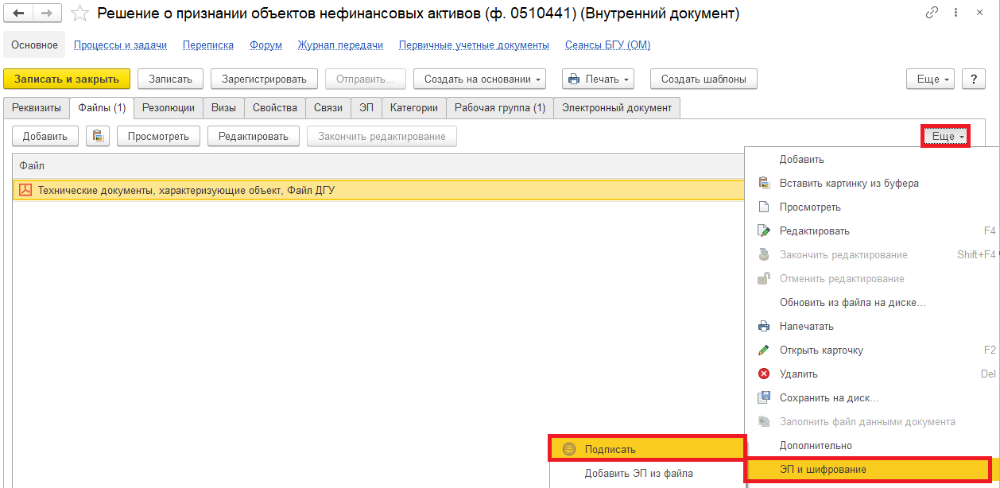 Решение о признании объектов нефинансовых активов (ф. 0510441) (Внутренний документ)
Основное Процессы и задачи Переписка Форум Журнал передачи Первичные учетные документы Сеансы БГУ (ОМ)
Записать и закрыть Записать Зарегистрировать Отправить... Создать на основании Печать Создать шаблоны Еще ?
Реквизиты Файлы (1) Резолюции Визы Свойства Связи ЭП Категории Рабочая группа (1) Электронный документ
Добавить Просмотреть Редактировать Закончить редактирование Еще
Файл
Технические документы, характеризующие объект, Файл ДГУ
Добавить
Вставить картинку из буфера
Просмотреть
Редактировать F4
Закончить редактирование Shift+F4
Отменить редактирование
Обновить из файла на диске...
Напечатать
Открыть карточку F2
Удалить Del
Сохранить на диск...
Заполнить файл данными документа
Дополнительно
ЭП и шифрование
Подписать
Добавить ЭП из файла